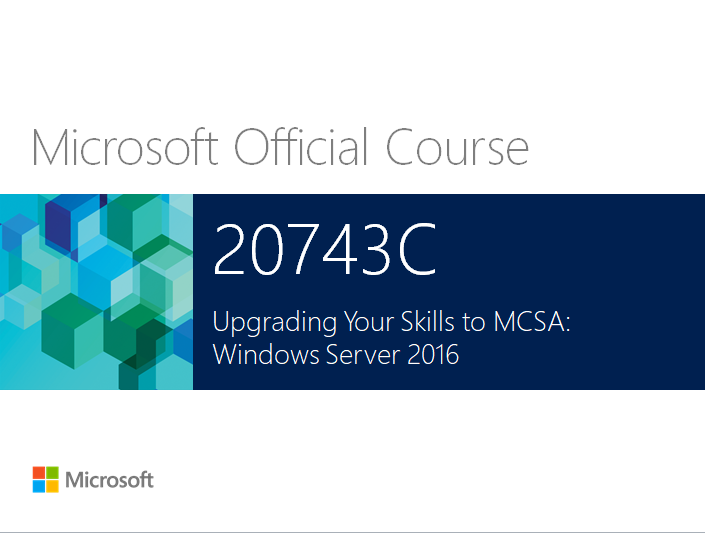 Microsoft Official Course
20743C
Upgrading Your Skills to MCSA:
Windows Server 2016
Microsoft